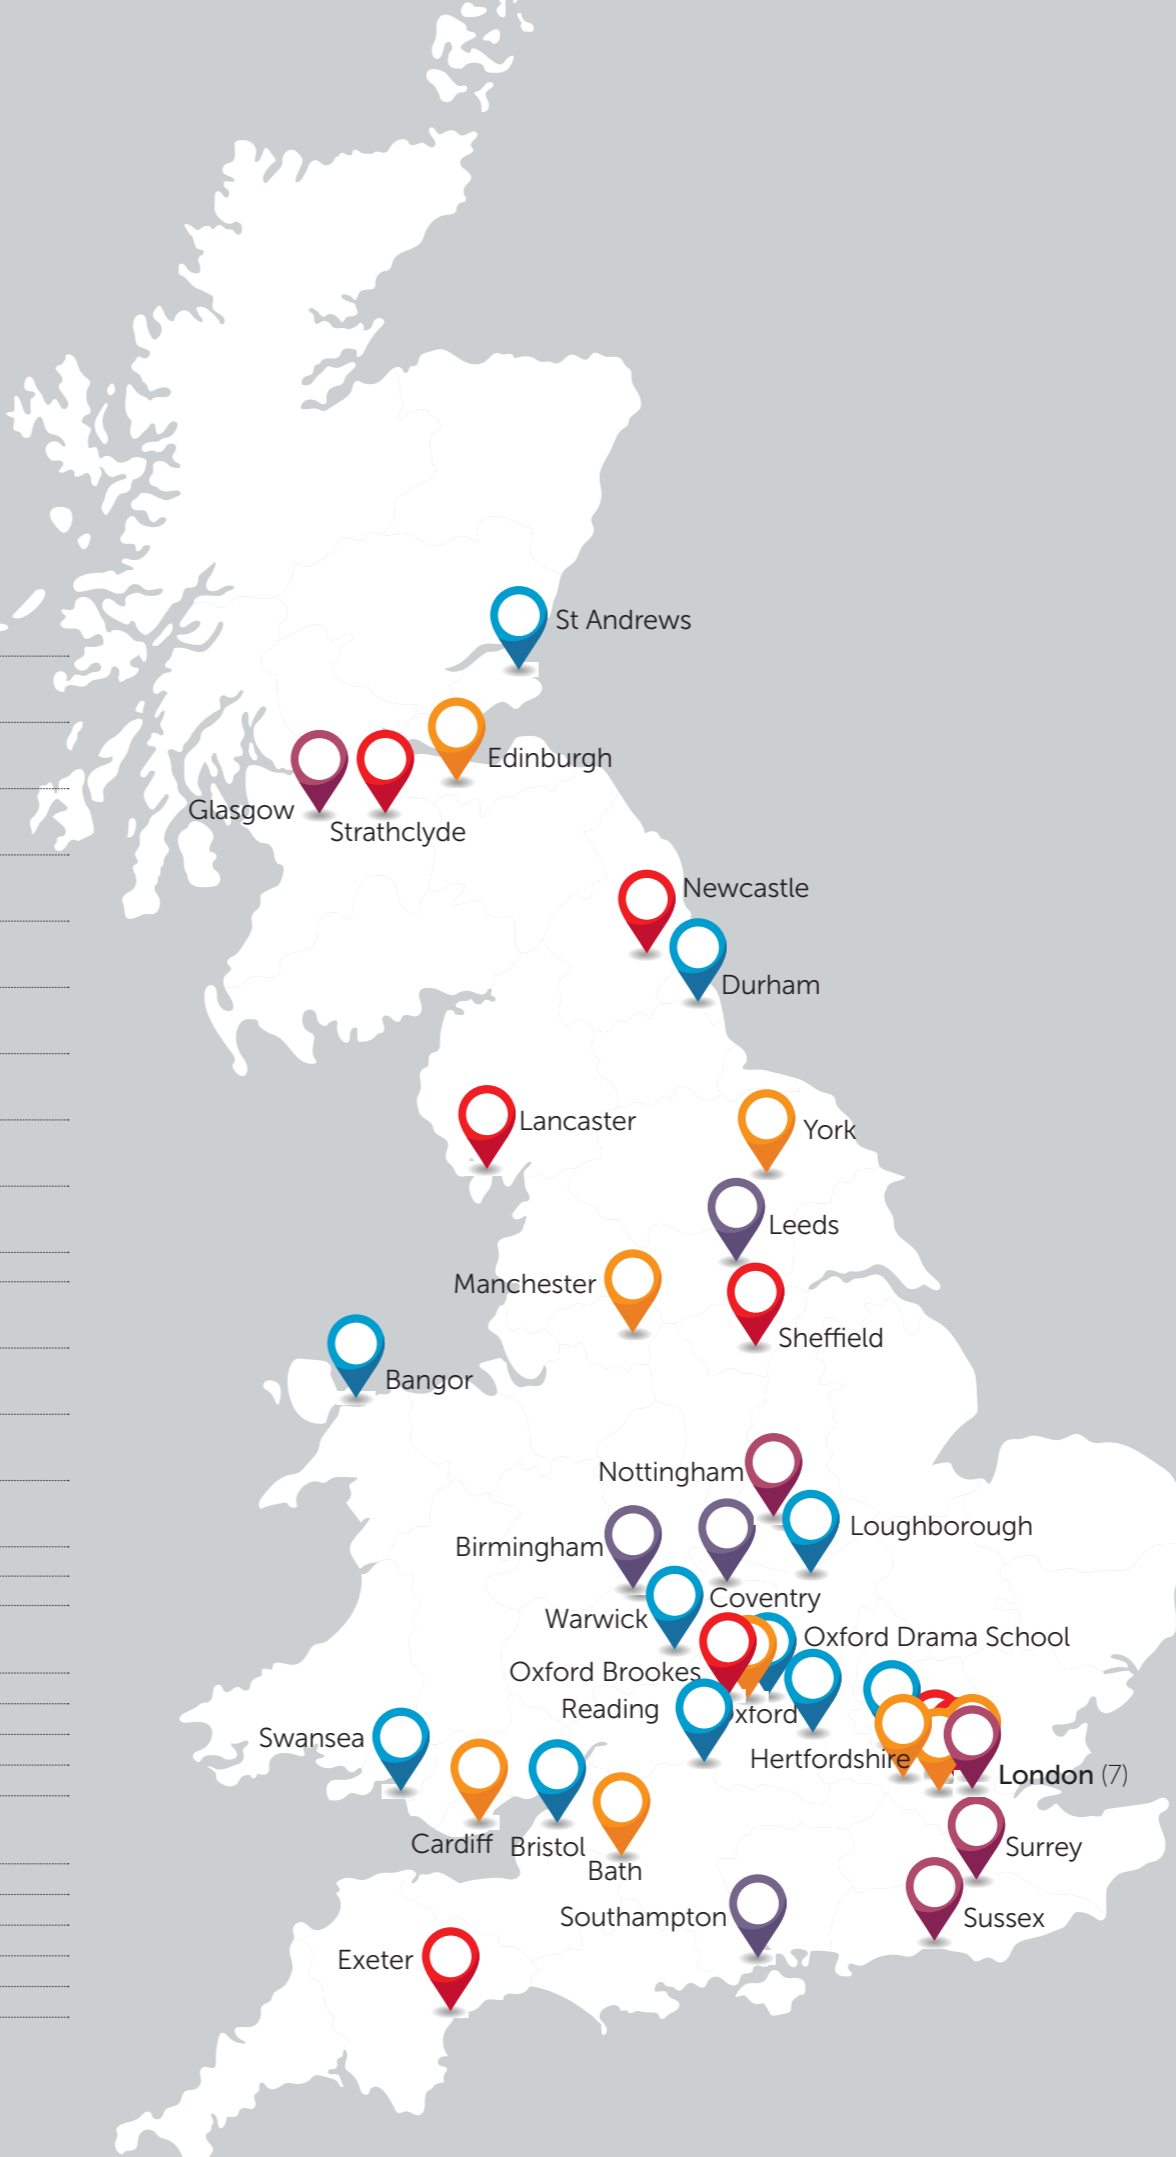 St Andrews
Edinburgh
Glasgow
Strathclyde
Newcastle
Durham
Lancaster
York
Leeds
Manchester
Sheffield
Bangor
Nottingham
Loughborough
Birmingham
Coventry
Warwick
Oxford Drama School
Oxford Brookes
Reading
Oxford
Swansea
Hertfordshire
London (7)
Cardiff
Bristol
Surrey
Bath
Southampton
Sussex
Exeter